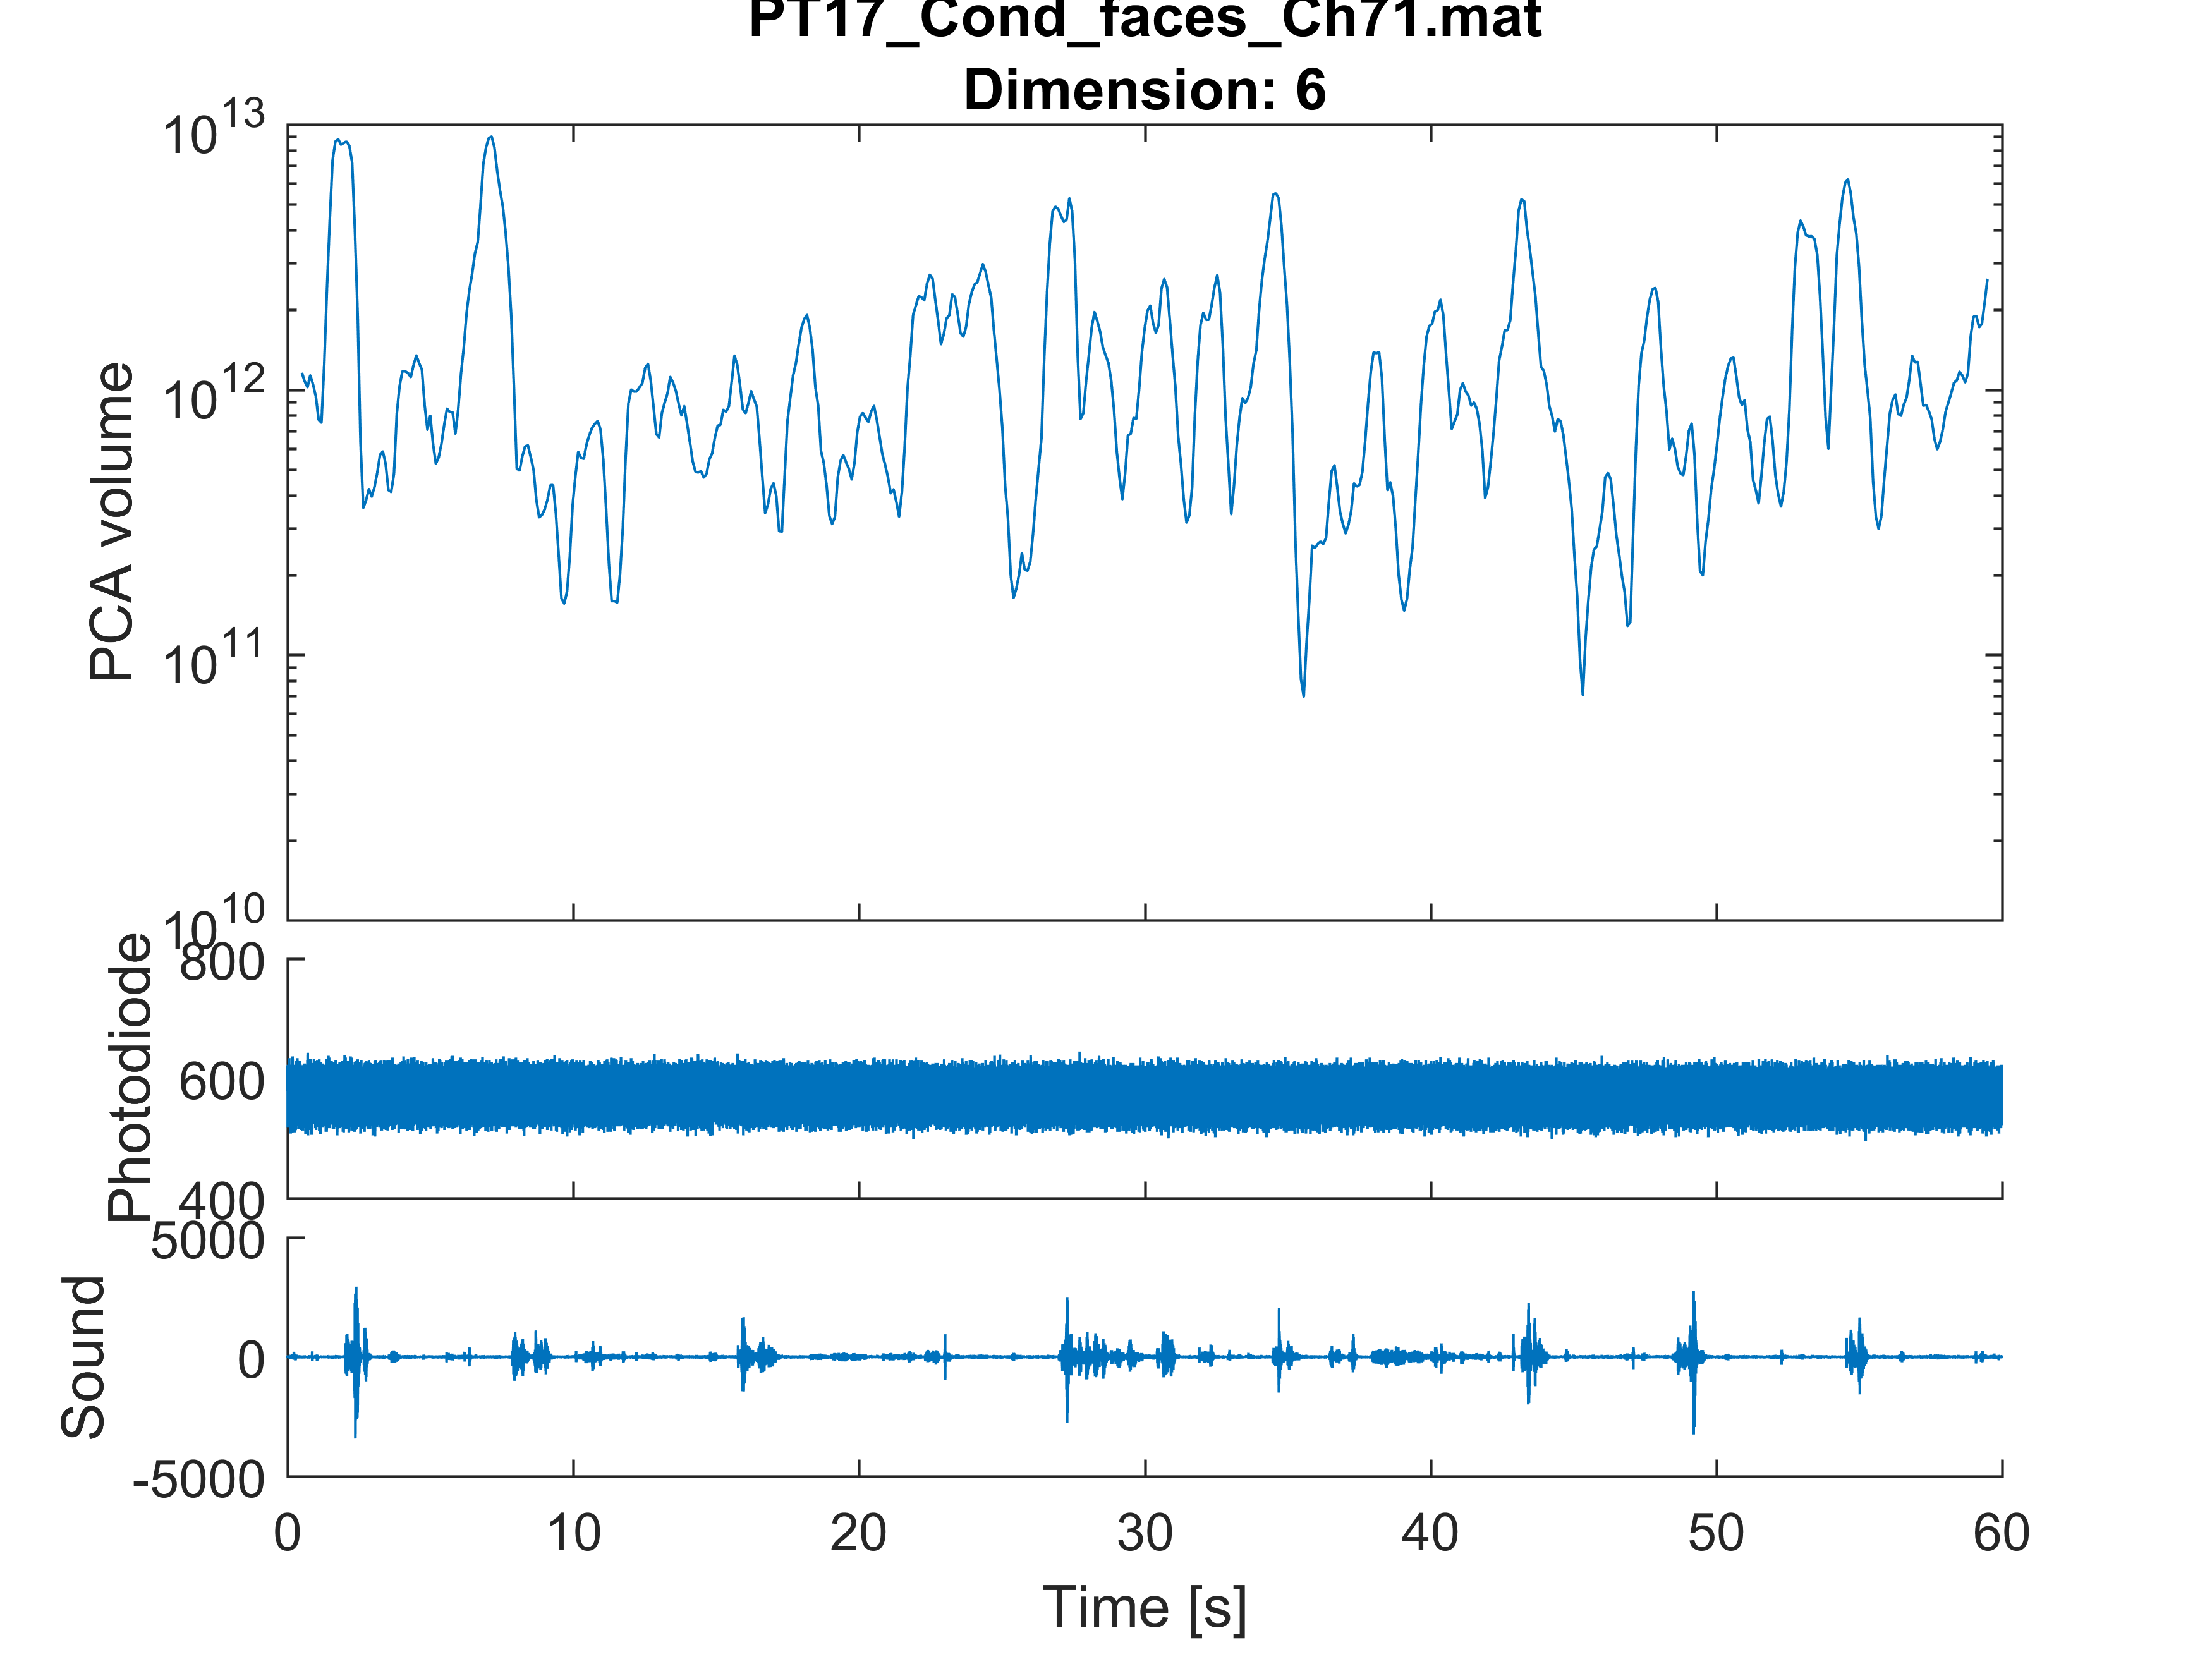 PT17_Cond_faces_Ch71.mat
Dimension: 6
10^13
10^12
10^11
10^10
PCA volume
800
600
400
Photodiode
5000
0
-5000
Sound
0 10 20 30 40 50 60
Time [s]